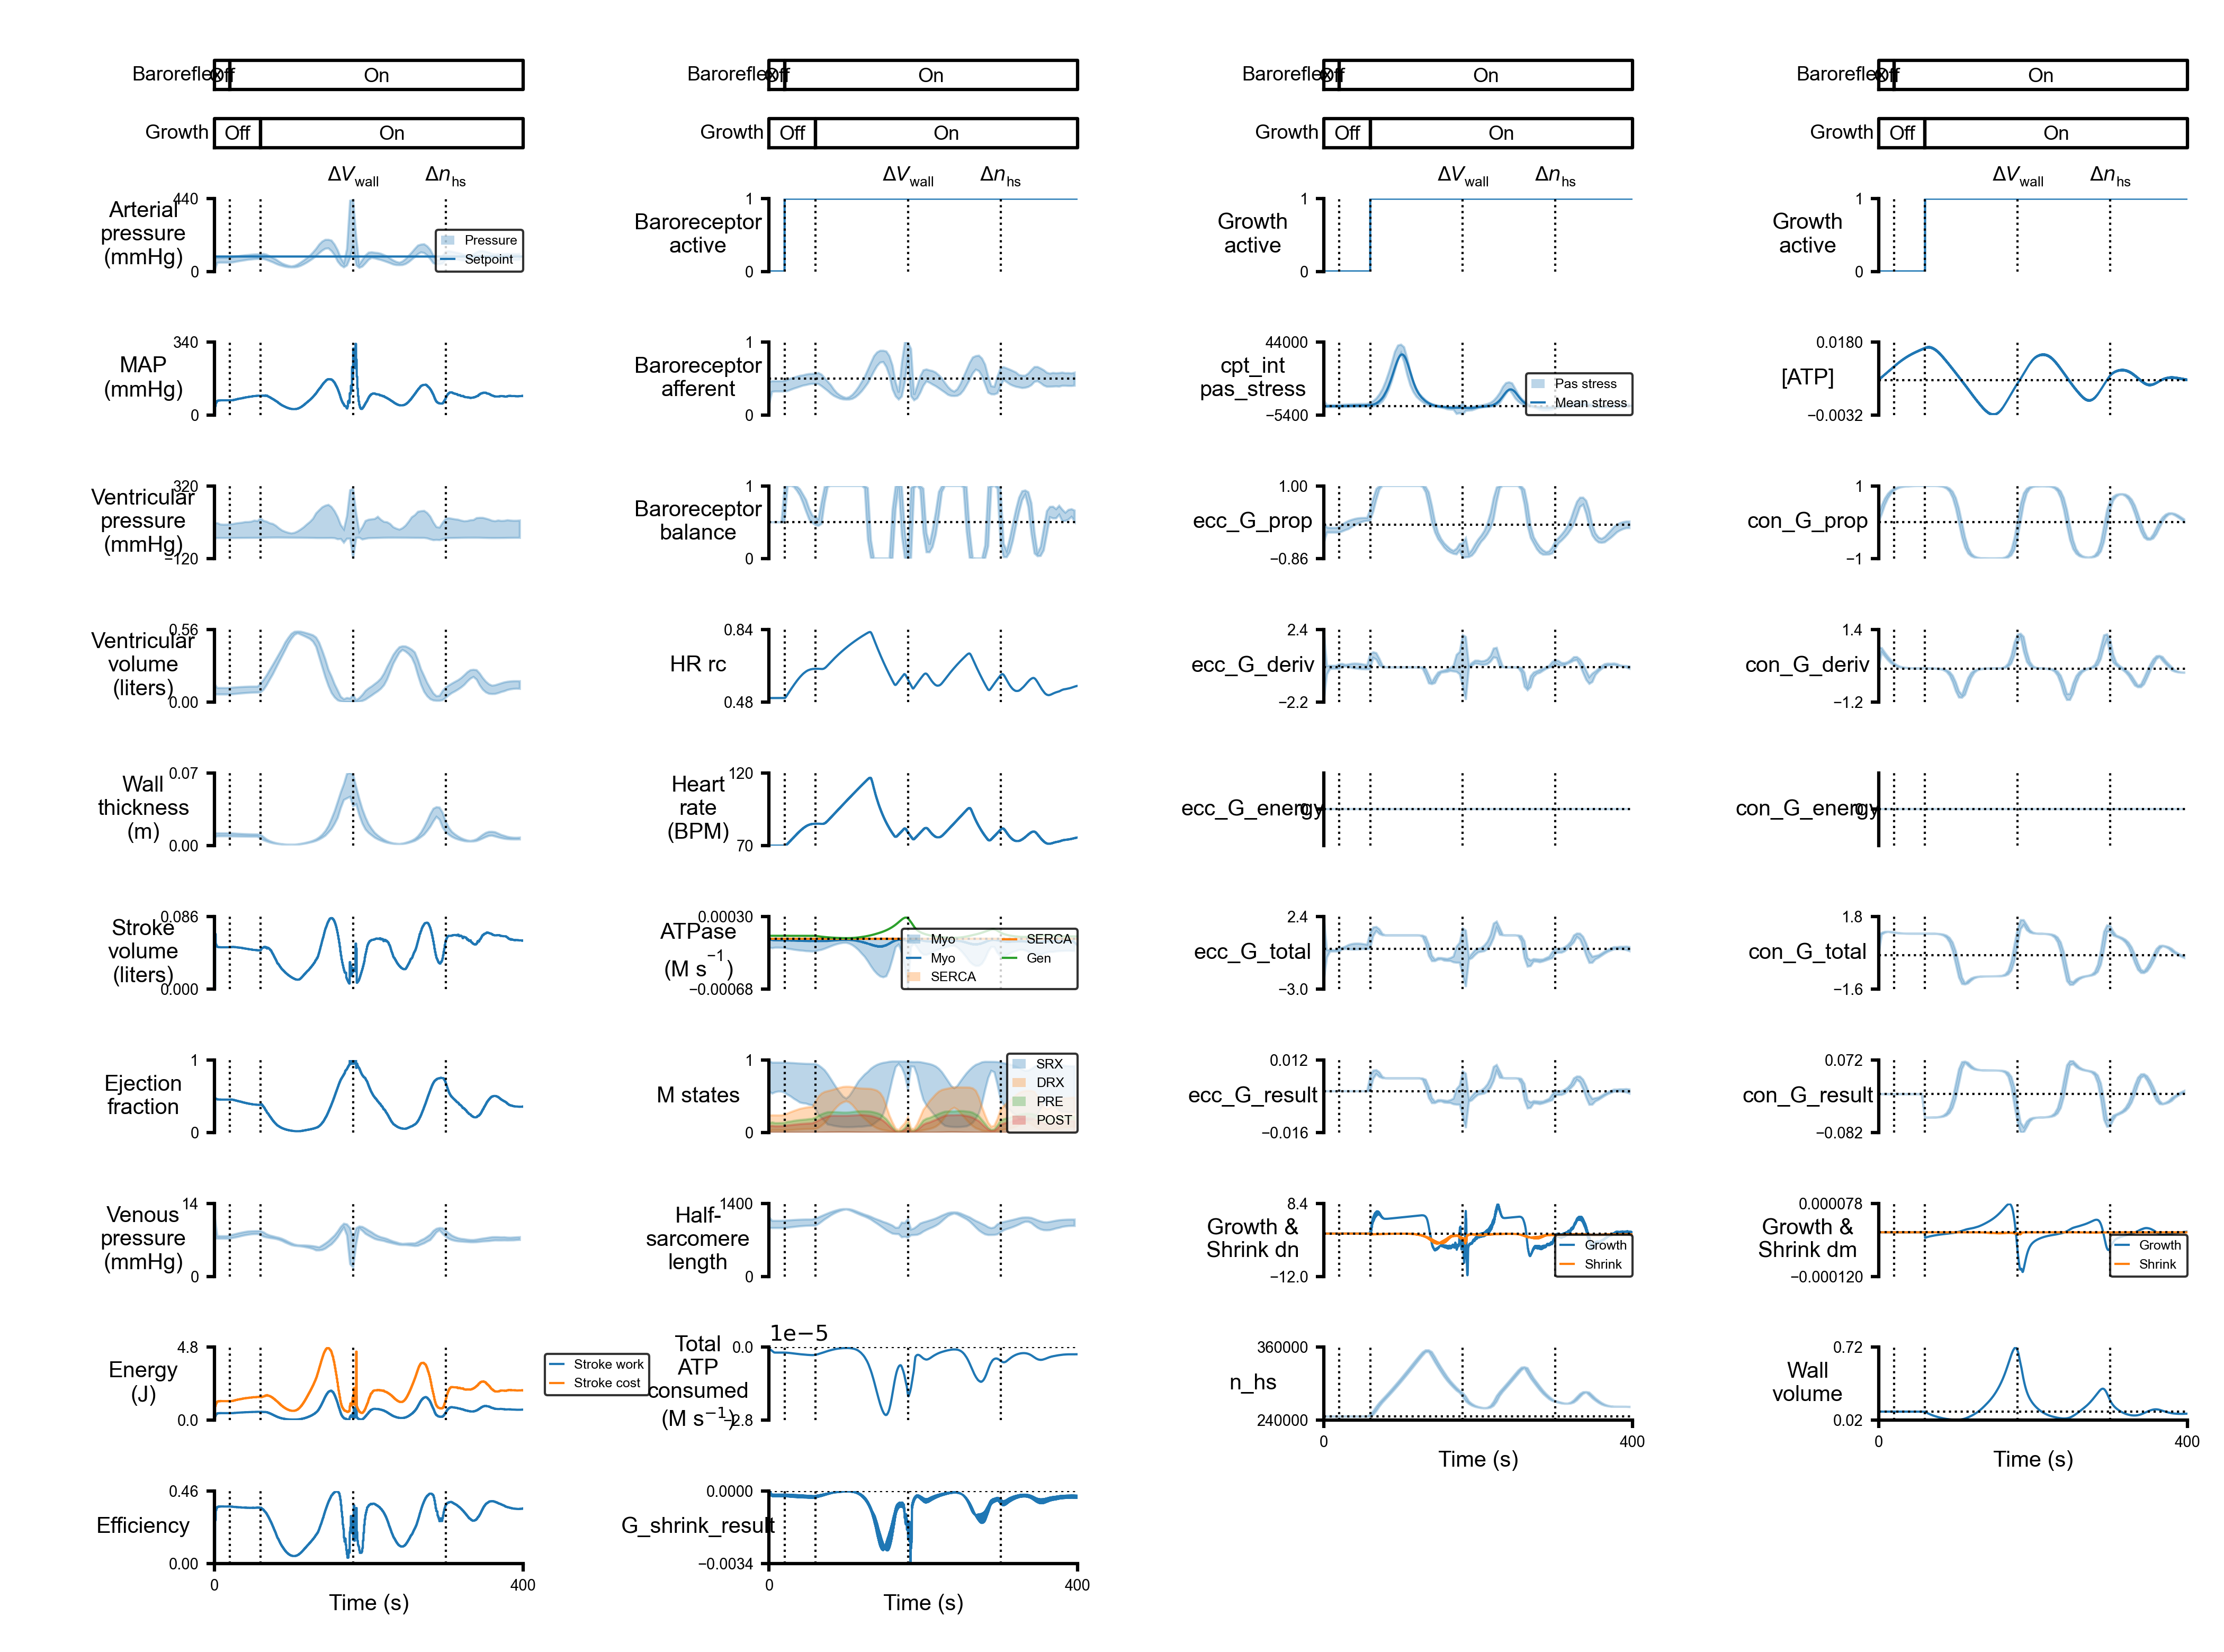 Baroreflex Off On
Growth Off On
ΔVwall Δnhs
Arterial
pressure
(mmHg)
440
0
Pressure
Setpoint
MAP
(mmHg)
340
0
Ventricular
pressure
(mmHg)
320
−120
Ventricular
volume
(liters)
0.56
0.00
Wall
thickness
(m)
0.07
0.00
Stroke
volume
(liters)
0.086
0.000
Ejection
fraction
1
0
Venous
pressure
(mmHg)
14
0
Energy
(J)
4.8
0.0
Stroke work
Stroke cost
Efficiency
0.46
0.00
0 400
Time (s)
Baroreflex Off On
Growth Off On
ΔVwall Δnhs
Baroreceptor
active
1
0
Baroreceptor
afferent
1
0
Baroreceptor
balance
1
0
HR rc
0.84
0.48
Heart
rate
(BPM)
120
70
ATPase
(M s−1)
0.00030
−0.00068
Myo
Myo
SERCA
SERCA
Gen
M states
1
0
SRX
DRX
PRE
POST
Half-
sarcomere
length
1400
0
1e−5
Total
ATP
consumed
(M s−1)
0.0
−2.8
G_shrink_result
0.0000
−0.0034
0 400
Time (s)
Baroreflex Off On
Growth Off On
ΔVwall Δnhs
Growth
active
1
0
cpt_int
pas_stress
44000
−5400
Pas stress
Mean stress
ecc_G_prop
1.00
−0.86
ecc_G_deriv
2.4
−2.2
ecc_G_energy
0
ecc_G_total
2.4
−3.0
ecc_G_result
0.012
−0.016
Growth &
Shrink dn
8.4
−12.0
Growth
Shrink
n_hs
360000
240000
0 400
Time (s)
Baroreflex Off On
Growth Off On
ΔVwall Δnhs
Growth
active
1
0
[ATP]
0.0180
−0.0032
con_G_prop
1
−1
con_G_deriv
1.4
−1.2
con_G_energy
0
con_G_total
1.8
−1.6
con_G_result
0.072
−0.082
Growth &
Shrink dm
0.000078
−0.000120
Growth
Shrink
Wall
volume
0.72
0.02
0 400
Time (s)